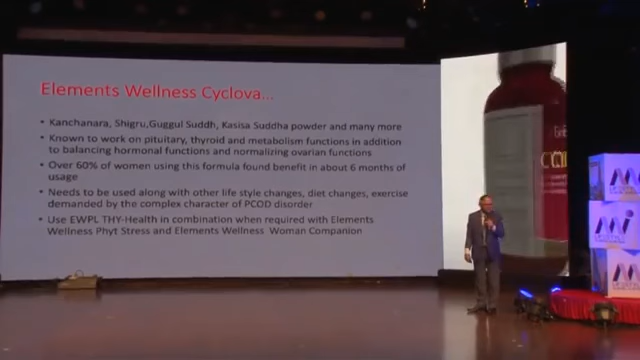 Elements Wellness Cyclova...
• Kanchanara, Shigru,Guggul Suddh, Kasisa Suddha powder and many more
• Known to work on pituitary, thyroid and metabolism functions in addition
to balancing hormonal functions and normalizing ovarian functions
• Over 60% of women using this formula found benefit in about 6 months of
usage
• Needs to be used along with other life style changes, diet changes, exercise
demanded by the complex character of PCOD disorder
• Use EWPL THY-Health in combination when required with Elements
Wellness Phyt Stress and Elements Wellness Woman Companion